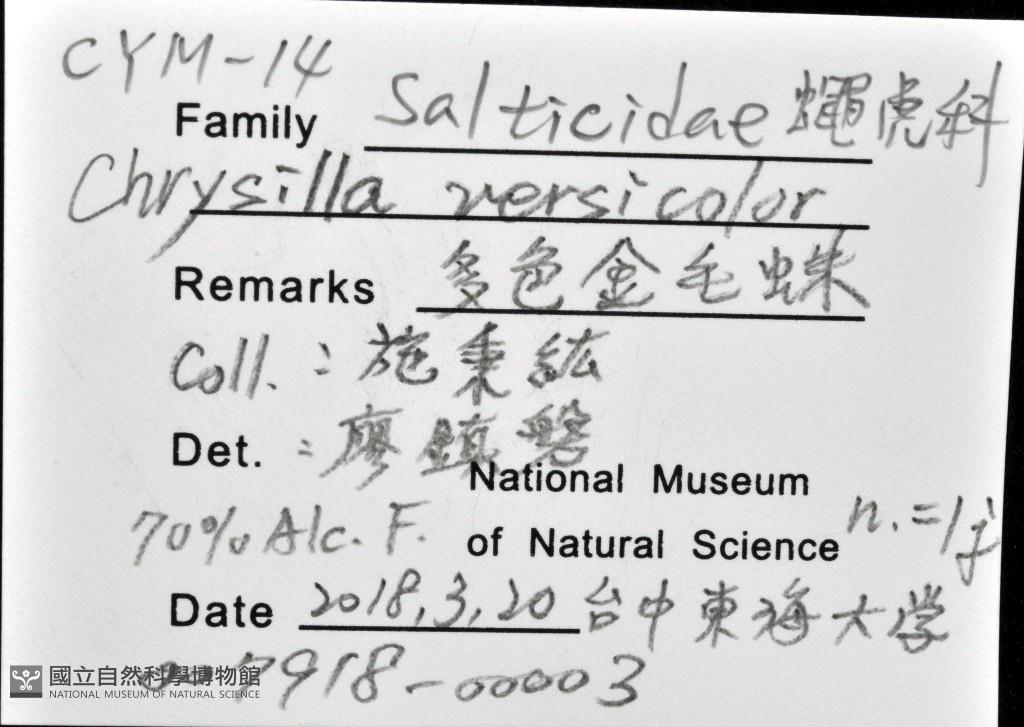 CYM-14
Family Salticidae 蠅虎科
Chrysilla versicolor
Remarks 多色金毛蛛
Coll. : 施秉紘
Det. : 廖鎮磐
National Museum
70% Alc. F. of Natural Science n.=1j
Date 2018,3,20 台中東海大学
7918-00003
國立自然科學博物館
NATIONAL MUSEUM OF NATURAL SCIENCE